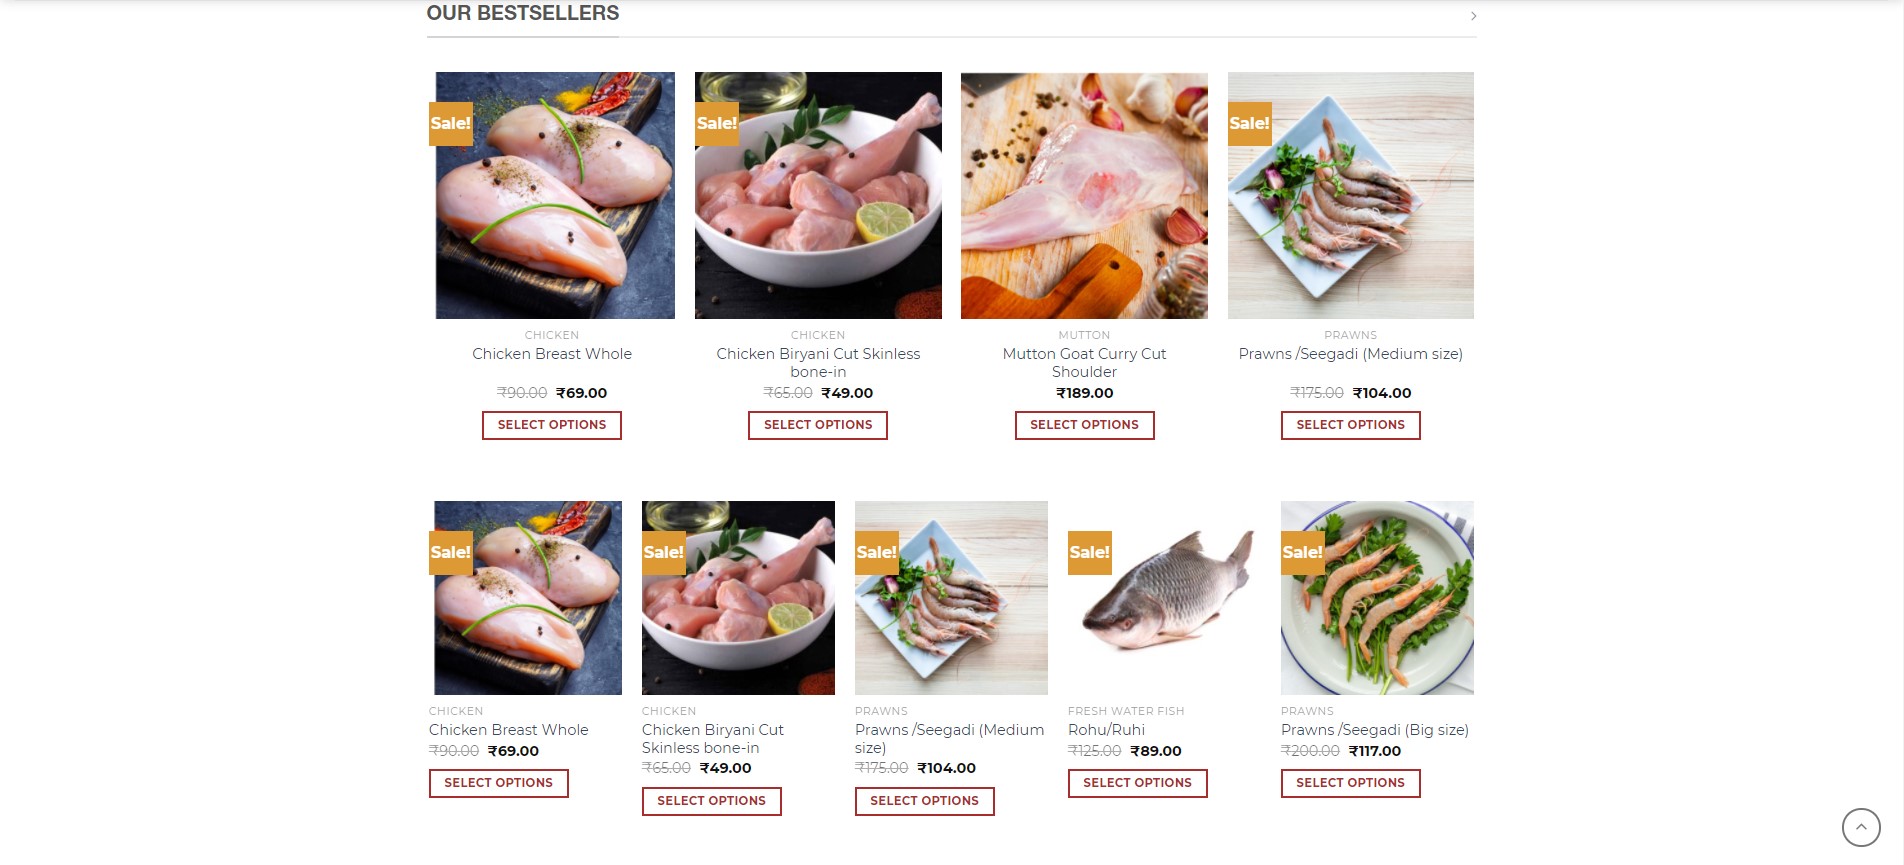 OUR BESTSELLERS
Sale!
Sale!
Sale!
CHICKEN
Chicken Breast Whole
₹90.00 ₹69.00
SELECT OPTIONS
CHICKEN
Chicken Biryani Cut Skinless
bone-in
₹65.00 ₹49.00
SELECT OPTIONS
MUTTON
Mutton Goat Curry Cut
Shoulder
₹189.00
SELECT OPTIONS
PRAWNS
Prawns /Seegadi (Medium size)
₹175.00 ₹104.00
SELECT OPTIONS
Sale!
Sale!
Sale!
Sale!
Sale!
CHICKEN
Chicken Breast Whole
₹90.00 ₹69.00
SELECT OPTIONS
CHICKEN
Chicken Biryani Cut
Skinless bone-in
₹65.00 ₹49.00
SELECT OPTIONS
PRAWNS
Prawns /Seegadi (Medium
size)
₹175.00 ₹104.00
SELECT OPTIONS
FRESH WATER FISH
Rohu/Ruhi
₹125.00 ₹89.00
SELECT OPTIONS
PRAWNS
Prawns /Seegadi (Big size)
₹200.00 ₹117.00
SELECT OPTIONS